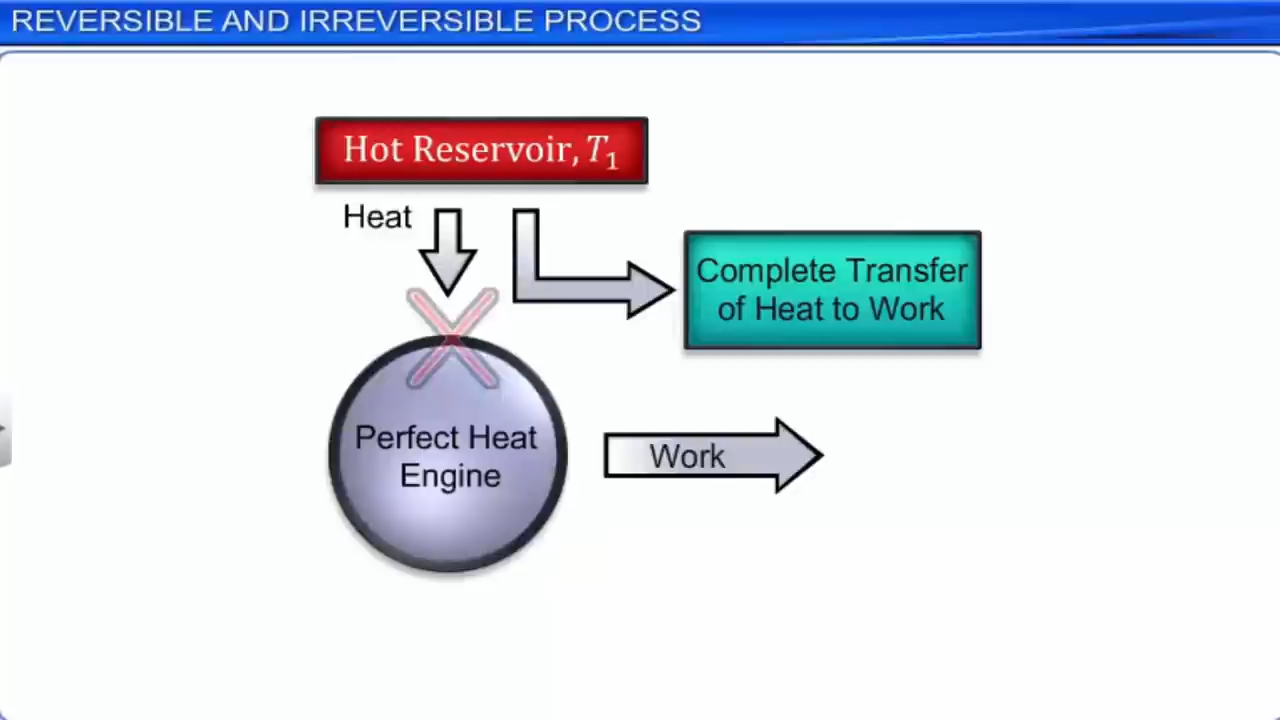 REVERSIBLE AND IRREVERSIBLE PROCESS
Hot Reservoir, T₁
Heat
Complete Transfer
of Heat to Work
Perfect Heat
Engine
Work